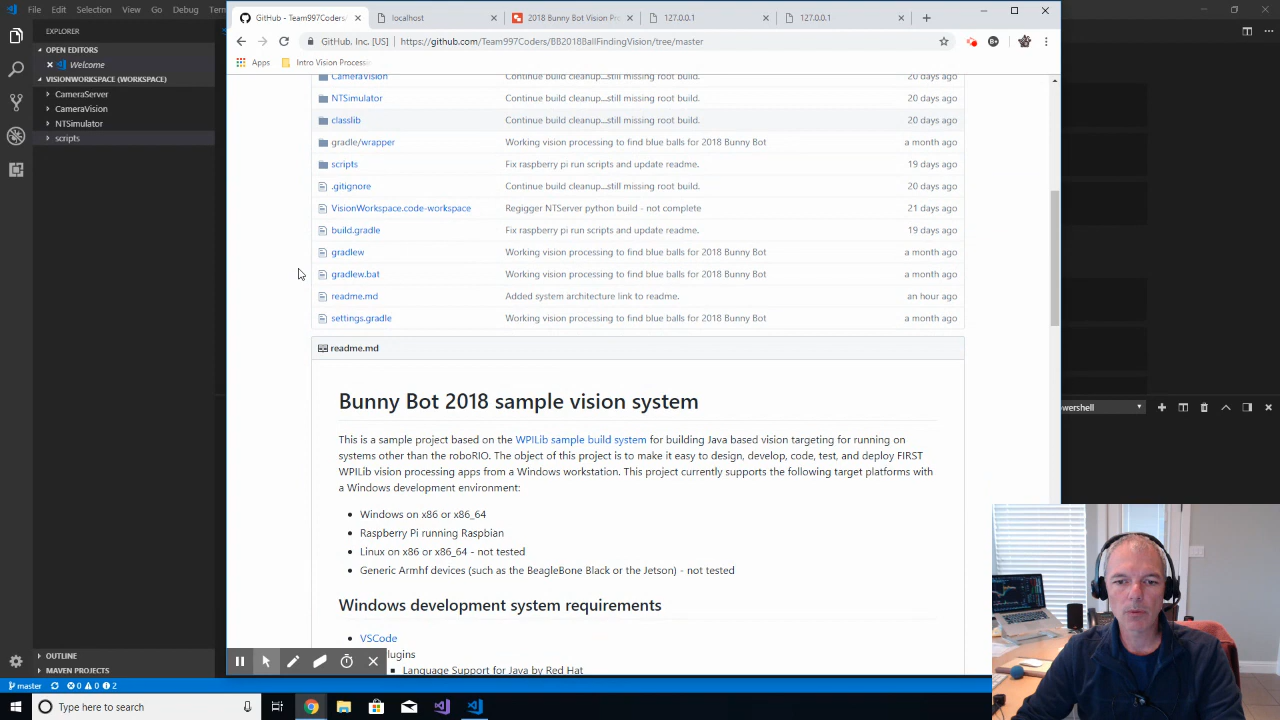 File Edit Selection View Go Debug
GitHub - Team997Coders/
localhost
2018 Bunny Bot Vision Pr
127.0.0.1
127.0.0.1
GitHub, Inc. [US] https://github.com/Team997Coders/BB2018BallFindingVision/tree/master
Apps Intro Vision Processi
EXPLORER
OPEN EDITORS
Welcome
VISIONWORKSPACE (WORKSPACE)
CameraServer
CameraVision
NTSimulator
scripts
CameraVision Continue build cleanup...still missing root build. 20 days ago
NTSimulator Continue build cleanup...still missing root build. 20 days ago
classlib Continue build cleanup...still missing root build. 20 days ago
gradle/wrapper Working vision processing to find blue balls for 2018 Bunny Bot a month ago
scripts Fix raspberry pi run scripts and update readme. 19 days ago
.gitignore Continue build cleanup...still missing root build. 20 days ago
VisionWorkspace.code-workspace Regigger NTServer python build - not complete 21 days ago
build.gradle Fix raspberry pi run scripts and update readme. 19 days ago
gradlew Working vision processing to find blue balls for 2018 Bunny Bot a month ago
gradlew.bat Working vision processing to find blue balls for 2018 Bunny Bot a month ago
readme.md Added system architecture link to readme. an hour ago
settings.gradle Working vision processing to find blue balls for 2018 Bunny Bot a month ago
readme.md
Bunny Bot 2018 sample vision system
This is a sample project based on the WPILib sample build system for building Java based vision targeting for running on
systems other than the roboRIO. The object of this project is to make it easy to design, develop, code, test, and deploy FIRST
WPILib vision processing apps from a Windows workstation. This project currently supports the following target platforms with
a Windows development environment:
Windows on x86 or x86_64
Raspberry Pi running Raspbian
Linux on x86 or x86_64 - not tested
Generic Armhf devices (such as the BeagleBone Black or the Jetson) - not tested
Windows development system requirements
VSCode
lugins
Language Support for Java by Red Hat
owershell
OUTLINE
MAVEN PROJECTS
master 0 0 2
Type here to search